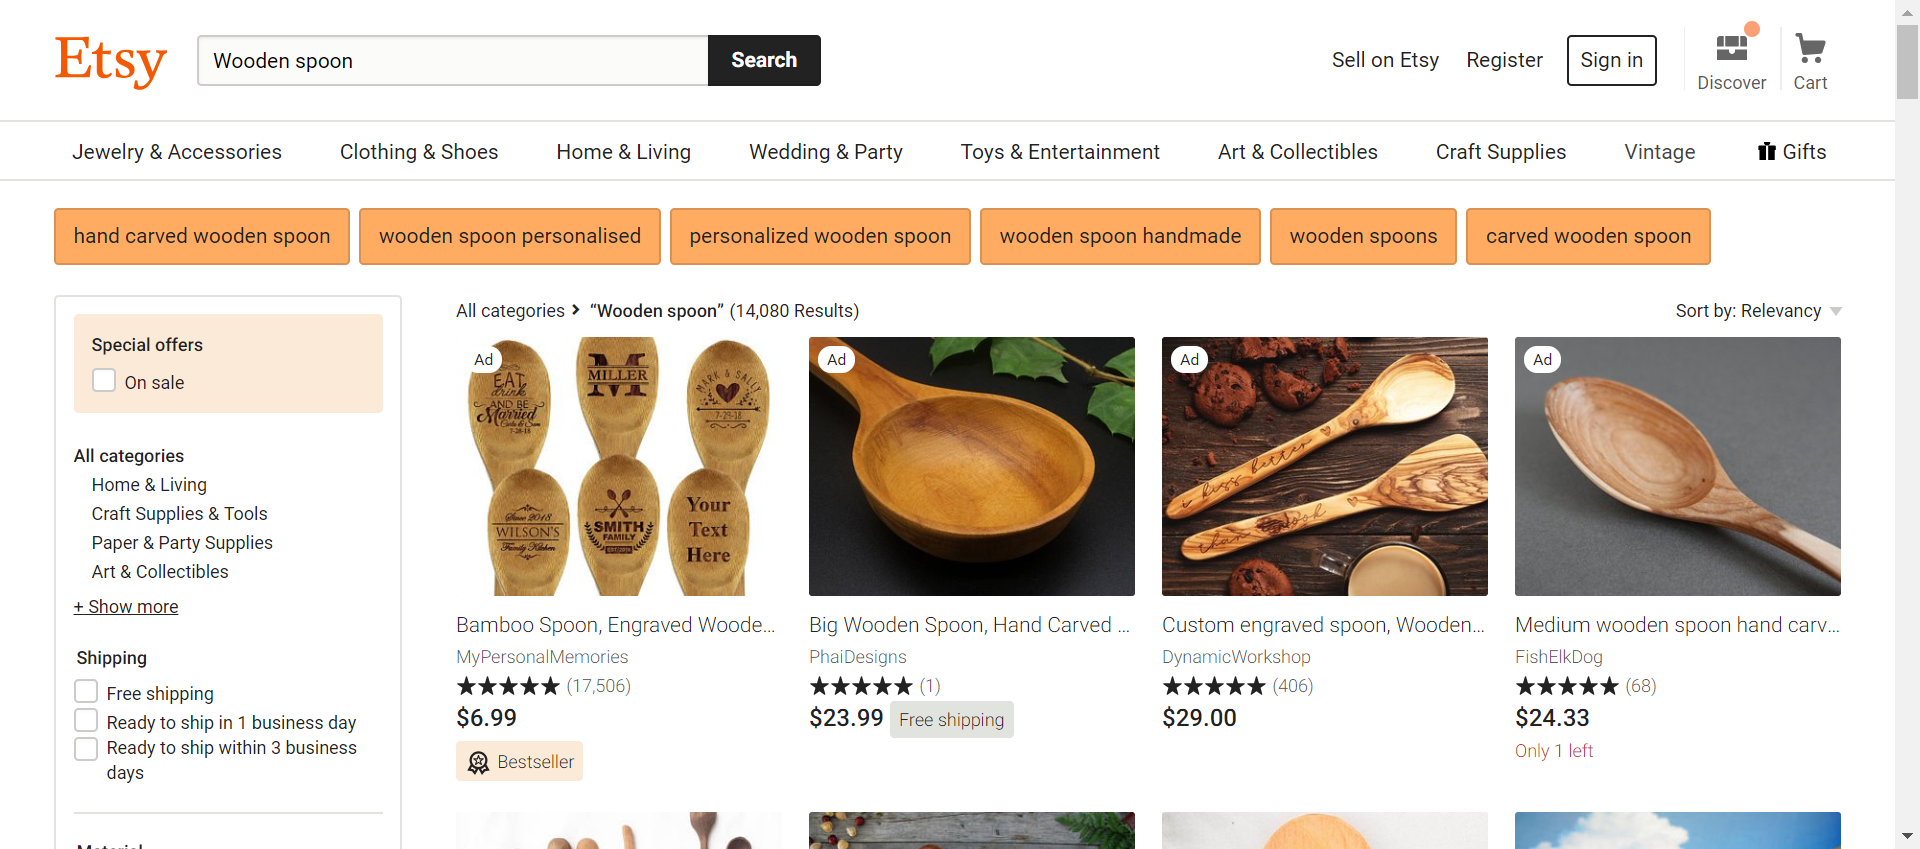 Etsy
Wooden spoon
Search
Sell on Etsy
Register
Sign in
Discover
Cart
Jewelry & Accessories
Clothing & Shoes
Home & Living
Wedding & Party
Toys & Entertainment
Art & Collectibles
Craft Supplies
Vintage
Gifts
hand carved wooden spoon
wooden spoon personalised
personalized wooden spoon
wooden spoon handmade
wooden spoons
carved wooden spoon
Special offers
On sale
All categories
Home & Living
Craft Supplies & Tools
Paper & Party Supplies
Art & Collectibles
+ Show more
Shipping
Free shipping
Ready to ship in 1 business day
Ready to ship within 3 business
days
All categories “Wooden spoon” (14,080 Results)
Sort by: Relevancy
Ad
EAT
drink
AND BE
Married
7-28-18
M
MILLER
MARK & SALLY
7-29-18
Since 2018
WILSON'S
Family Kitchen
SMITH
FAMILY
Your
Text
Here
Bamboo Spoon, Engraved Woode...
MyPersonalMemories
(17,506)
$6.99
Bestseller
Ad
Big Wooden Spoon, Hand Carved ...
PhaiDesigns
(1)
$23.99 Free shipping
Ad
i kiss better
than i cook
Custom engraved spoon, Wooden...
DynamicWorkshop
(406)
$29.00
Ad
Medium wooden spoon hand carv...
FishElkDog
(68)
$24.33
Only 1 left